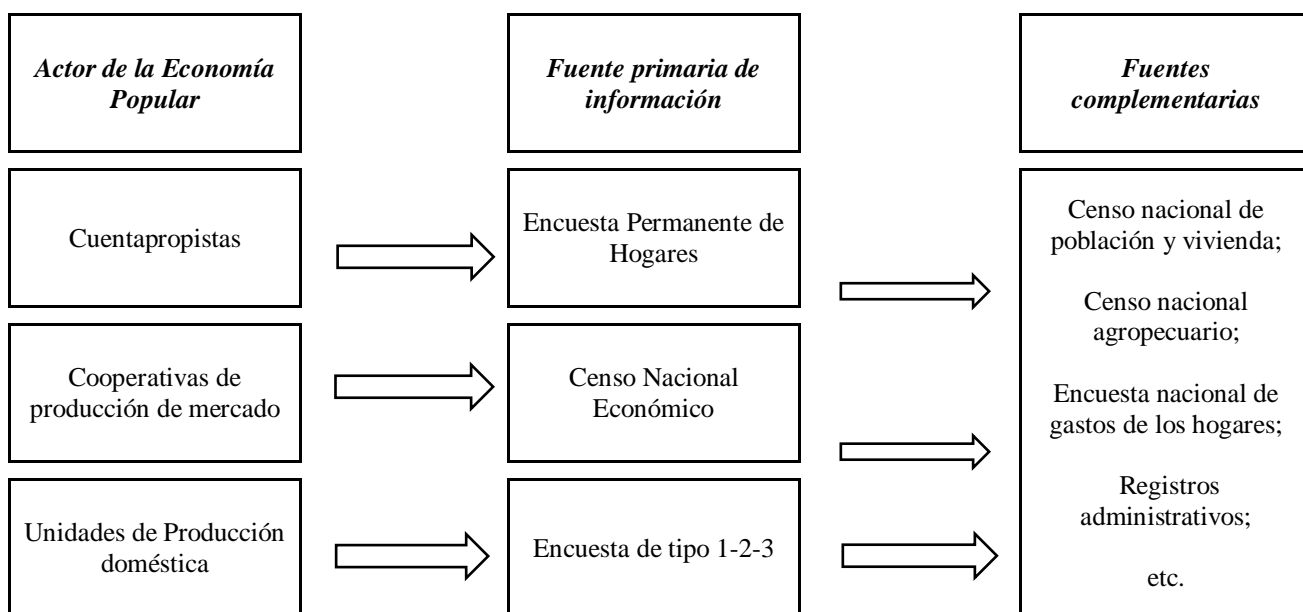 Actor de la Economía
Popular
Fuente primaria de
información
Fuentes
complementarias
Cuentapropistas
Encuesta Permanente de
Hogares
Cooperativas de
producción de mercado
Censo Nacional
Económico
Unidades de Producción
doméstica
Encuesta de tipo 1-2-3
Censo nacional de
población y vivienda;
Censo nacional
agropecuario;
Encuesta nacional de
gastos de los hogares;
Registros
administrativos;
etc.